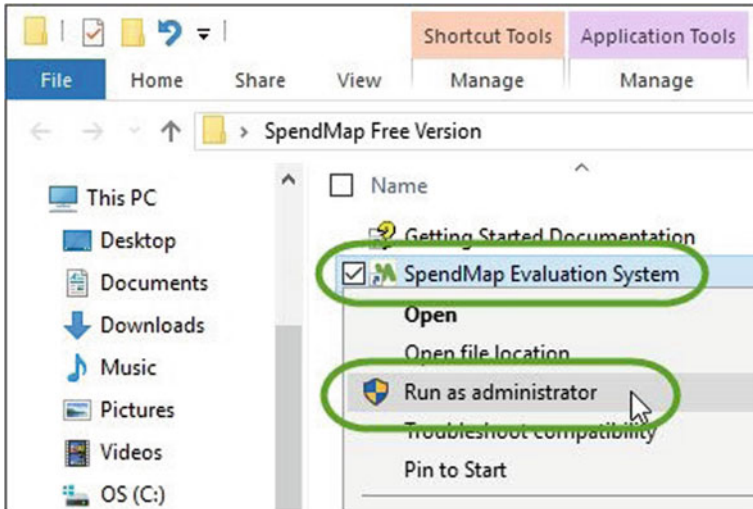 Shortcut Tools Application Tools
File Home Share View Manage Manage
SpendMap Free Version
This PC
Desktop
Documents
Downloads
Music
Pictures
Videos
OS (C:)
Name
Getting Started Documentation
SpendMap Evaluation System
Open
Open file location
Run as administrator
Troubleshoot compatibility
Pin to Start